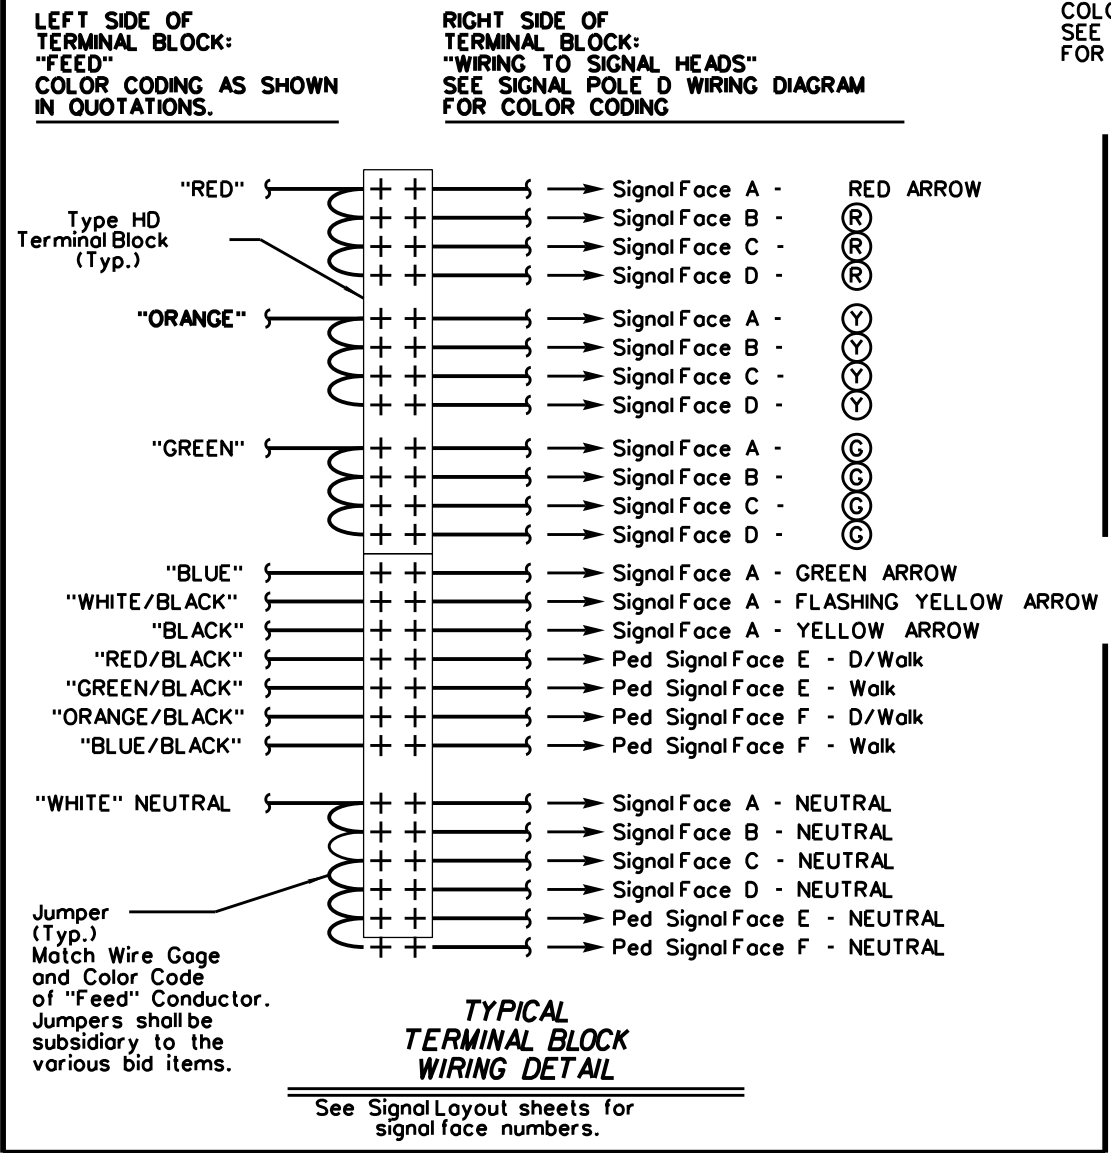 LEFT SIDE OF
TERMINAL BLOCK:
"FEED"
COLOR CODING AS SHOWN
IN QUOTATIONS.
RIGHT SIDE OF
TERMINAL BLOCK:
"WIRING TO SIGNAL HEADS"
SEE SIGNAL POLE D WIRING DIAGRAM
FOR COLOR CODING
SEE
FOR
"RED" Signal Face A - RED ARROW
Signal Face B - R
Signal Face C - R
Signal Face D - R
Type HD
Terminal Block
(Typ.)
"ORANGE" Signal Face A - Y
Signal Face B - Y
Signal Face C - Y
Signal Face D - Y
"GREEN" Signal Face A - G
Signal Face B - G
Signal Face C - G
Signal Face D - G
"BLUE" Signal Face A - GREEN ARROW
"WHITE/BLACK" Signal Face A - FLASHING YELLOW ARROW
"BLACK" Signal Face A - YELLOW ARROW
"RED/BLACK" Ped Signal Face E - D/Walk
"GREEN/BLACK" Ped Signal Face E - Walk
"ORANGE/BLACK" Ped Signal Face F - D/Walk
"BLUE/BLACK" Ped Signal Face F - Walk
"WHITE" NEUTRAL Signal Face A - NEUTRAL
Signal Face B - NEUTRAL
Signal Face C - NEUTRAL
Signal Face D - NEUTRAL
Ped Signal Face E - NEUTRAL
Ped Signal Face F - NEUTRAL
Jumper
(Typ.)
Match Wire Gage
and Color Code
of "Feed" Conductor.
Jumpers shall be
subsidiary to the
various bid items.
TYPICAL
TERMINAL BLOCK
WIRING DETAIL
See Signal Layout sheets for
signal face numbers.